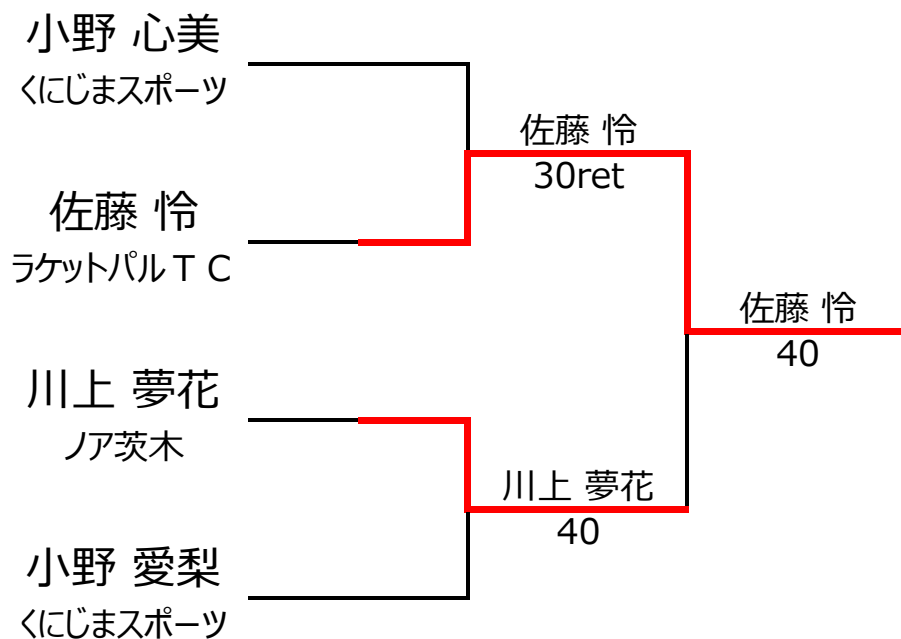 小野 心美
くにじまスポーツ
佐藤 怜
30ret
佐藤 怜
ラケットパルＴＣ
佐藤 怜
40
川上 夢花
ノア茨木
川上 夢花
40
小野 愛梨
くにじまスポーツ